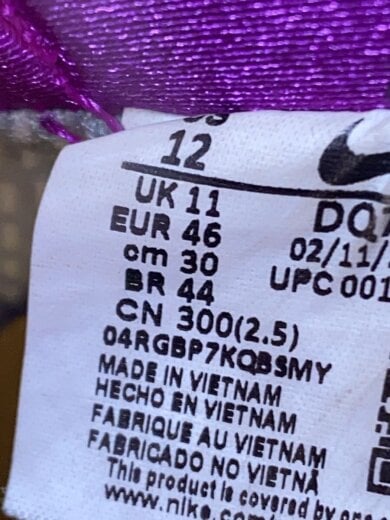 US
12
UK 11
EUR 46
cm 30
BR 44
CN 300(2.5)
04RGBP7KQBSMY
MADE IN VIETNAM
HECHO EN VIETNAM
FABRIQUE AU VIETNAM
FABRICADO NO VIETNÃ
This product is covered by one
www.nike.com
DQ
02/11/
UPC 001